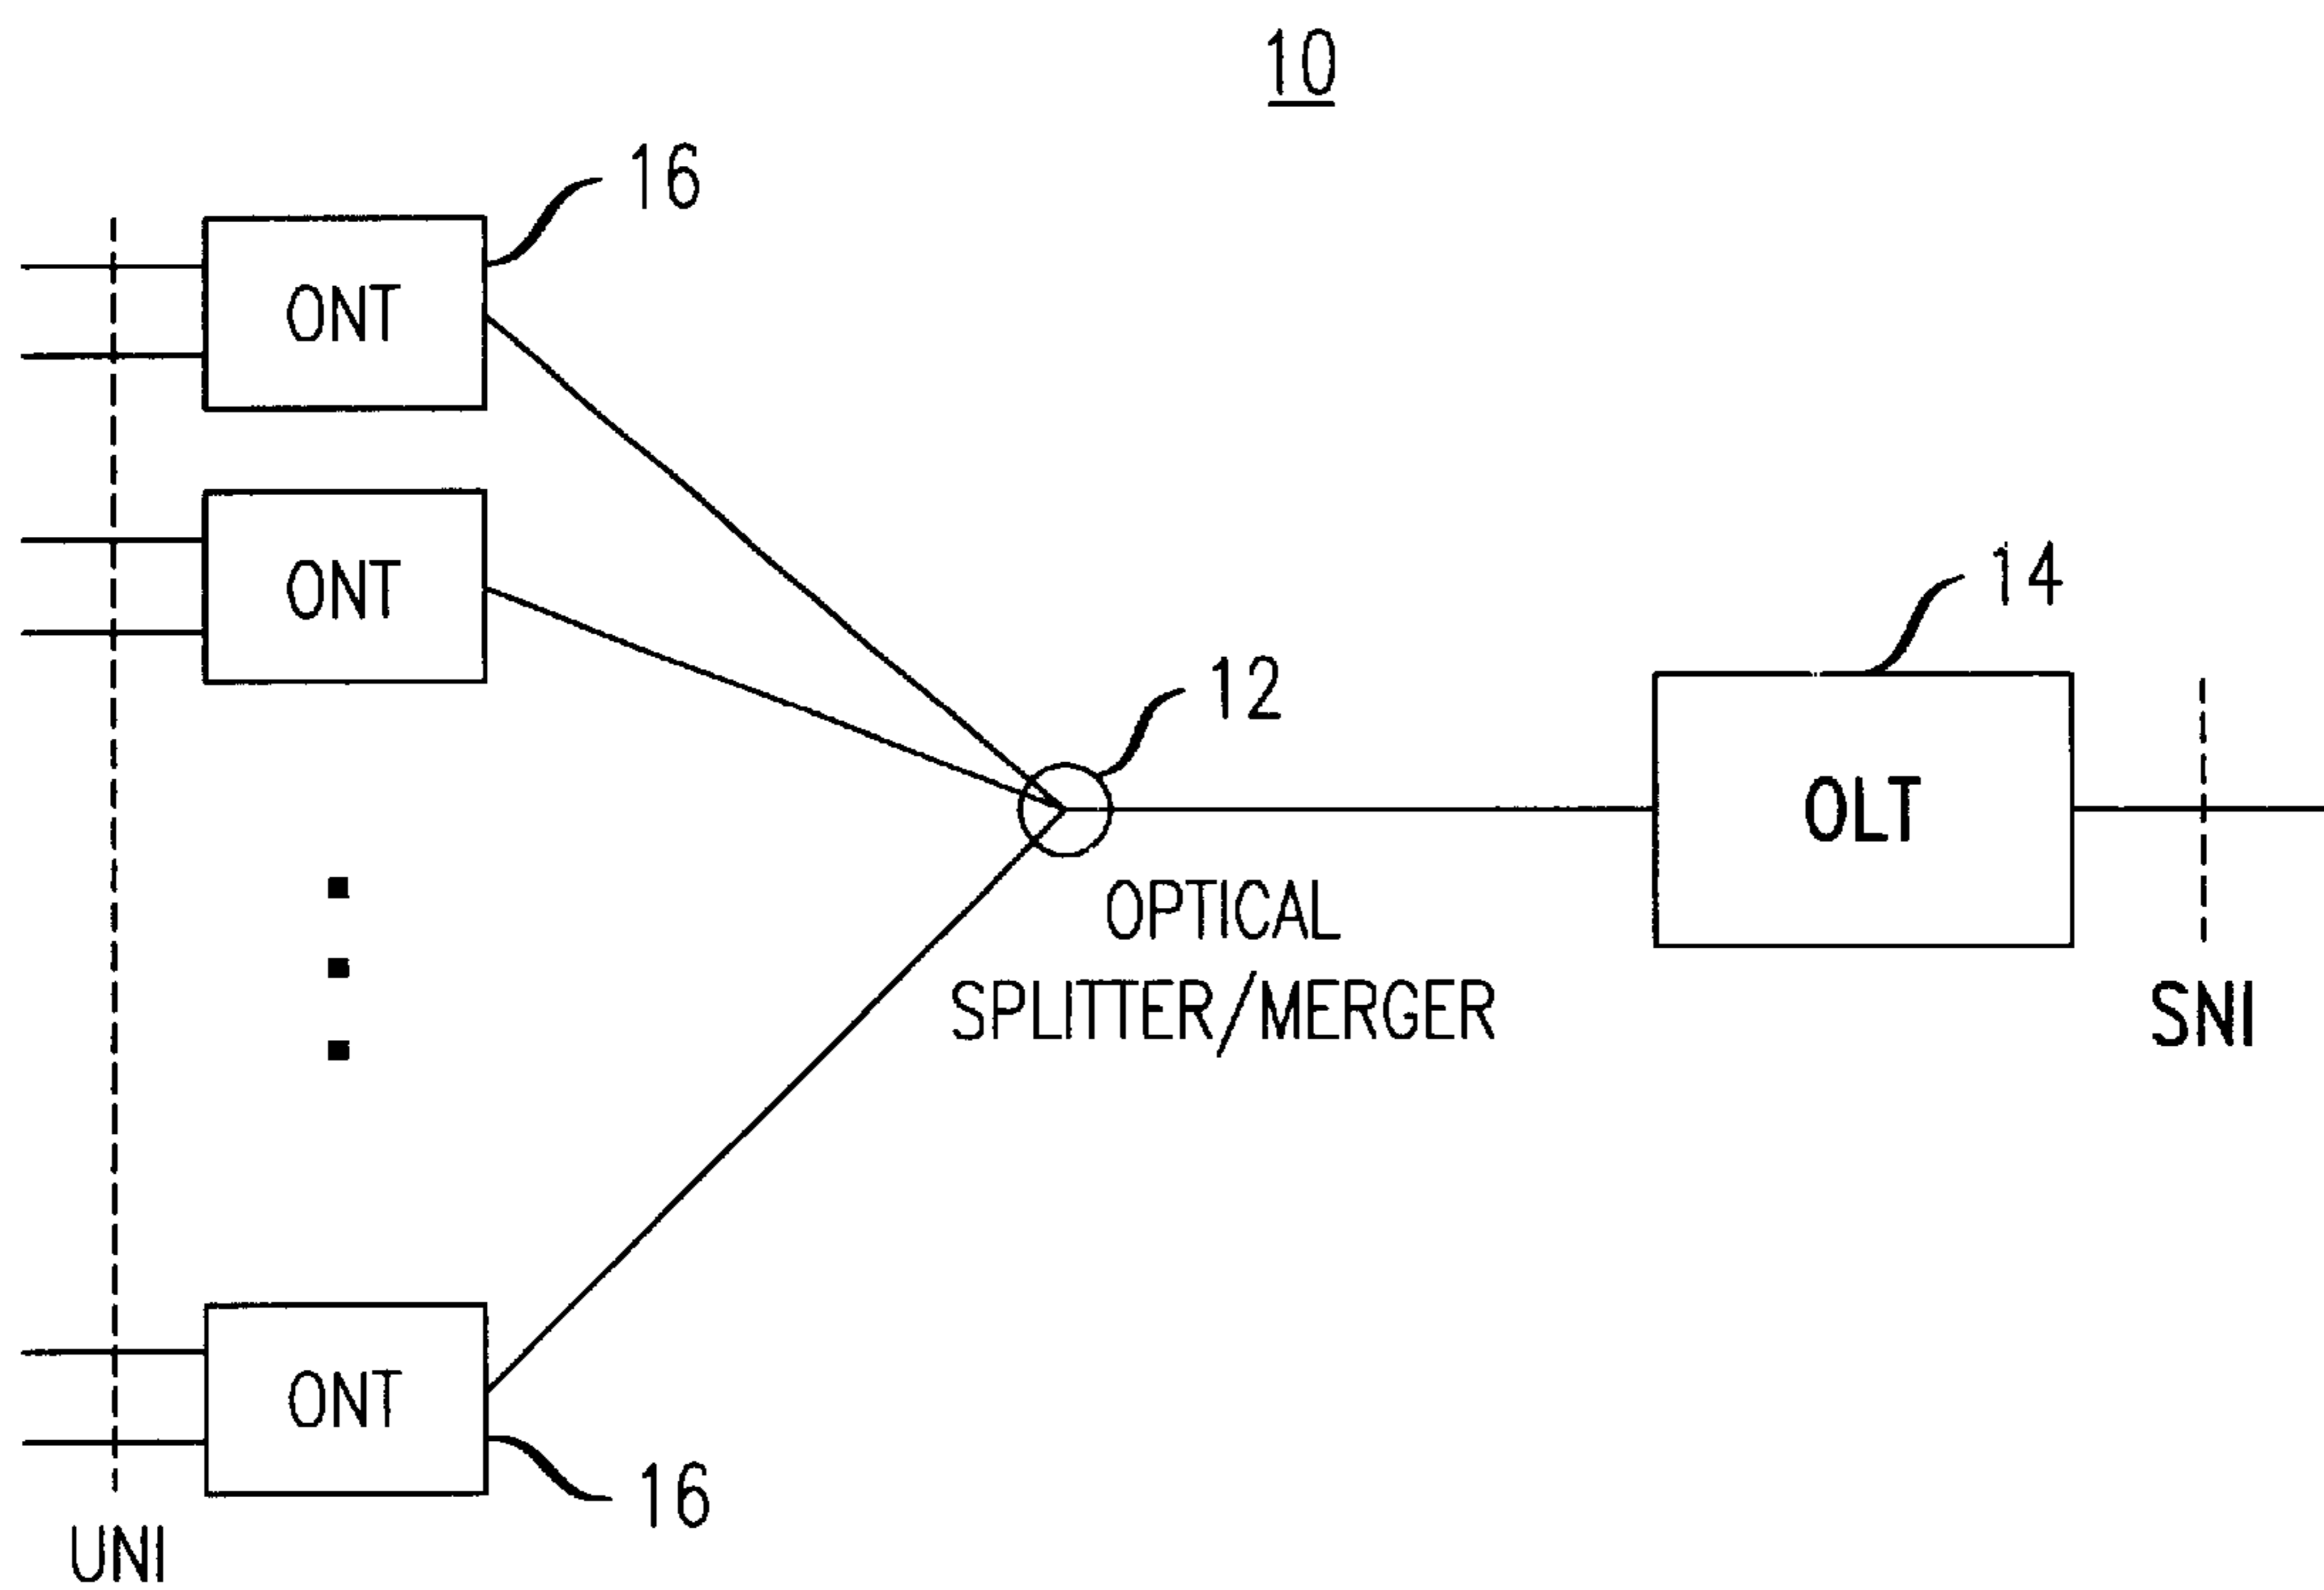 10
16
ONT
ONT
14
12
OLT
OPTICAL
SPLITTER/MERGER
SNI
ONT
16
UNI